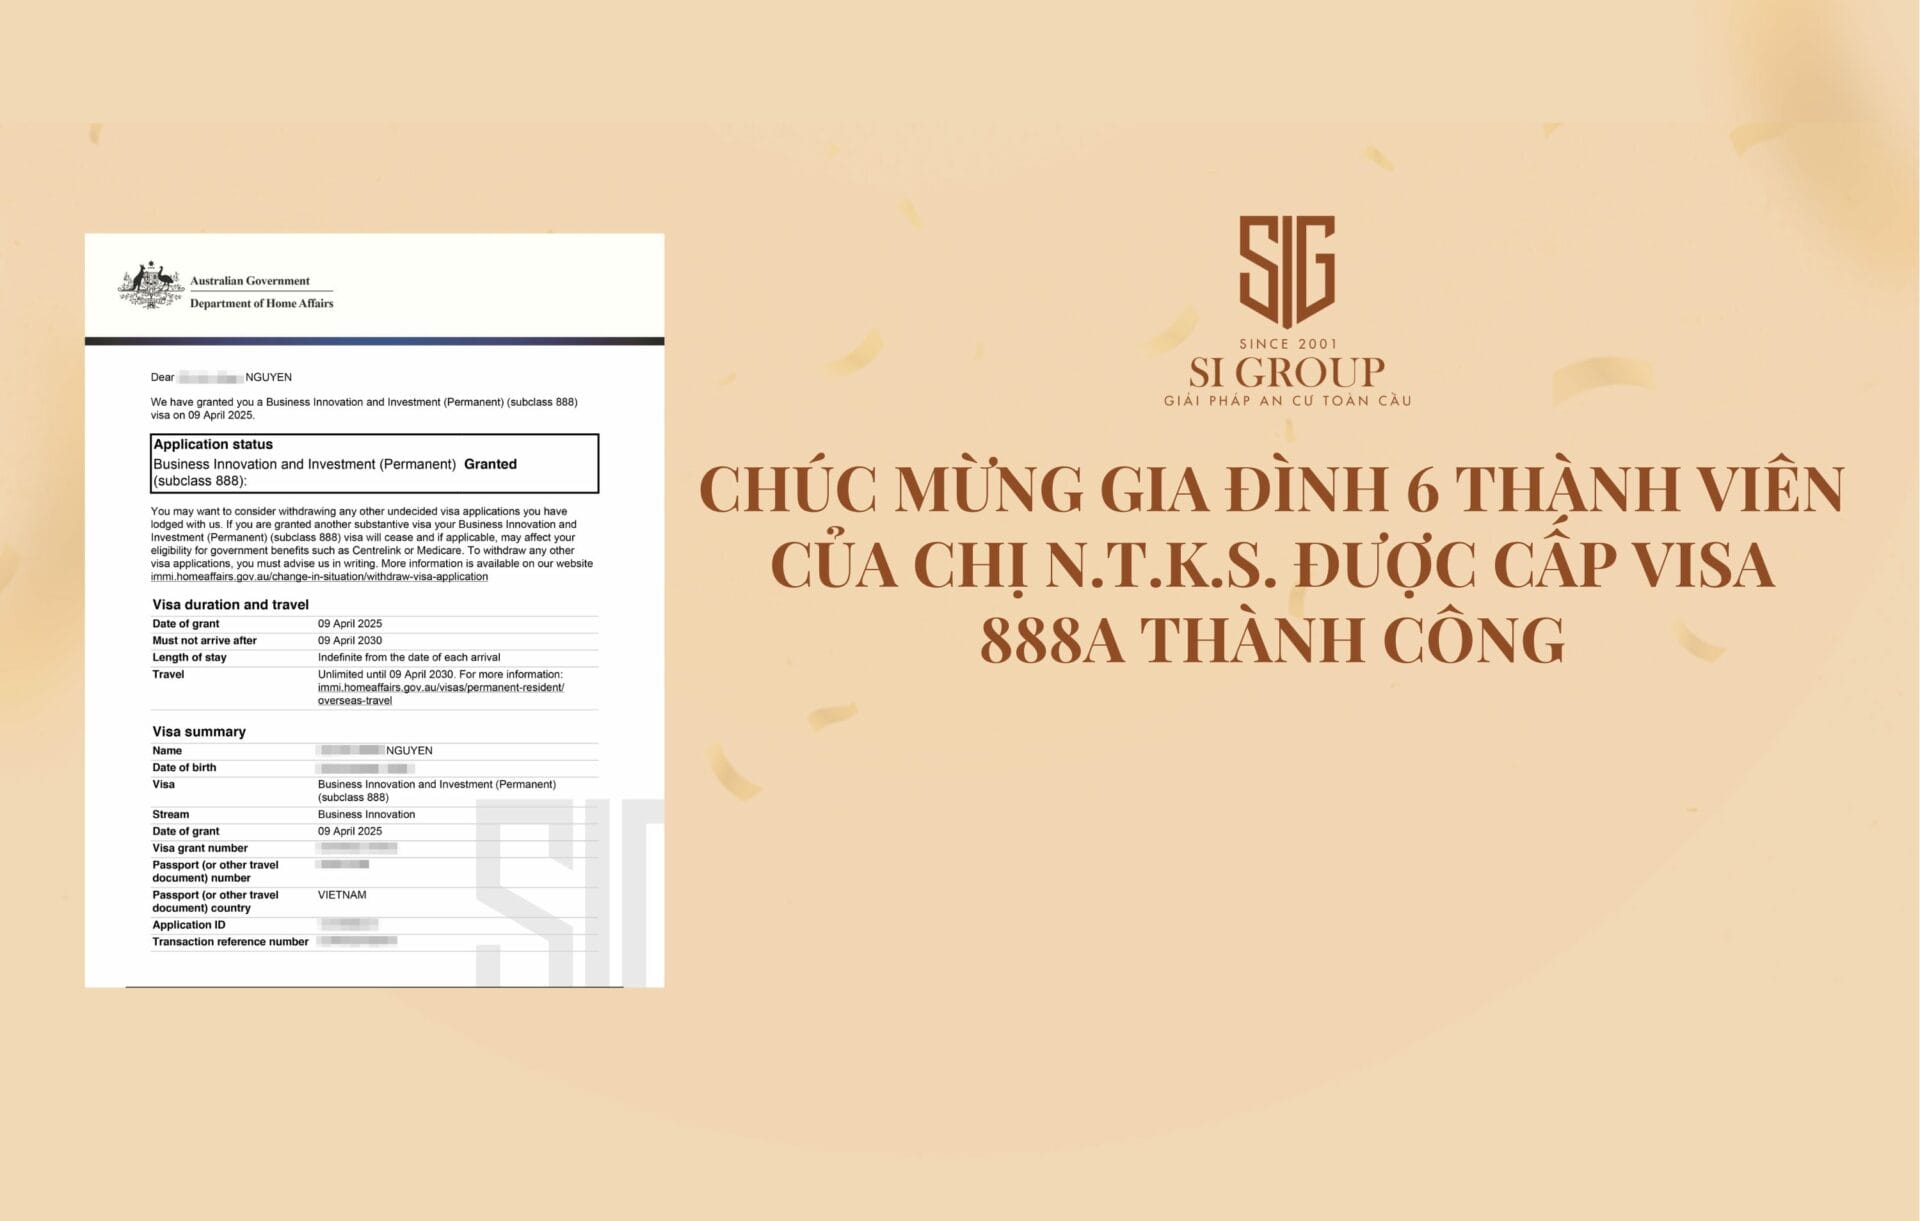 Australian Government
Department of Home Affairs
Dear NGUYEN
We have granted you a Business Innovation and Investment (Permanent) (subclass 888)
visa on 09 April 2025.
Application status
Business Innovation and Investment (Permanent) Granted
(subclass 888):
You may want to consider withdrawing any other undecided visa applications you have
lodged with us. If you are granted another substantive visa your Business Innovation and
Investment (Permanent) (subclass 888) visa will cease and if applicable, may affect your
eligibility for government benefits such as Centrelink or Medicare. To withdraw any other
visa applications, you must advise us in writing. More information is available on our website
immi.homeaffairs.gov.au/change-in-situation/withdraw-visa-application
Visa duration and travel
Date of grant 09 April 2025
Must not arrive after 09 April 2030
Length of stay Indefinite from the date of each arrival
Travel Unlimited until 09 April 2030. For more information:
immi.homeaffairs.gov.au/visas/permanent-resident/
overseas-travel
Visa summary
Name NGUYEN
Date of birth
Visa Business Innovation and Investment (Permanent)
(subclass 888)
Stream Business Innovation
Date of grant 09 April 2025
Visa grant number
Passport (or other travel
document) number
Passport (or other travel VIETNAM
document) country
Application ID
Transaction reference number
SIG
SIG
SINCE 2001
SI GROUP
GIẢI PHÁP AN CƯ TOÀN CẦU
CHÚC MỪNG GIA ĐÌNH 6 THÀNH VIÊN
CỦA CHỊ N.T.K.S. ĐƯỢC CẤP VISA
888A THÀNH CÔNG